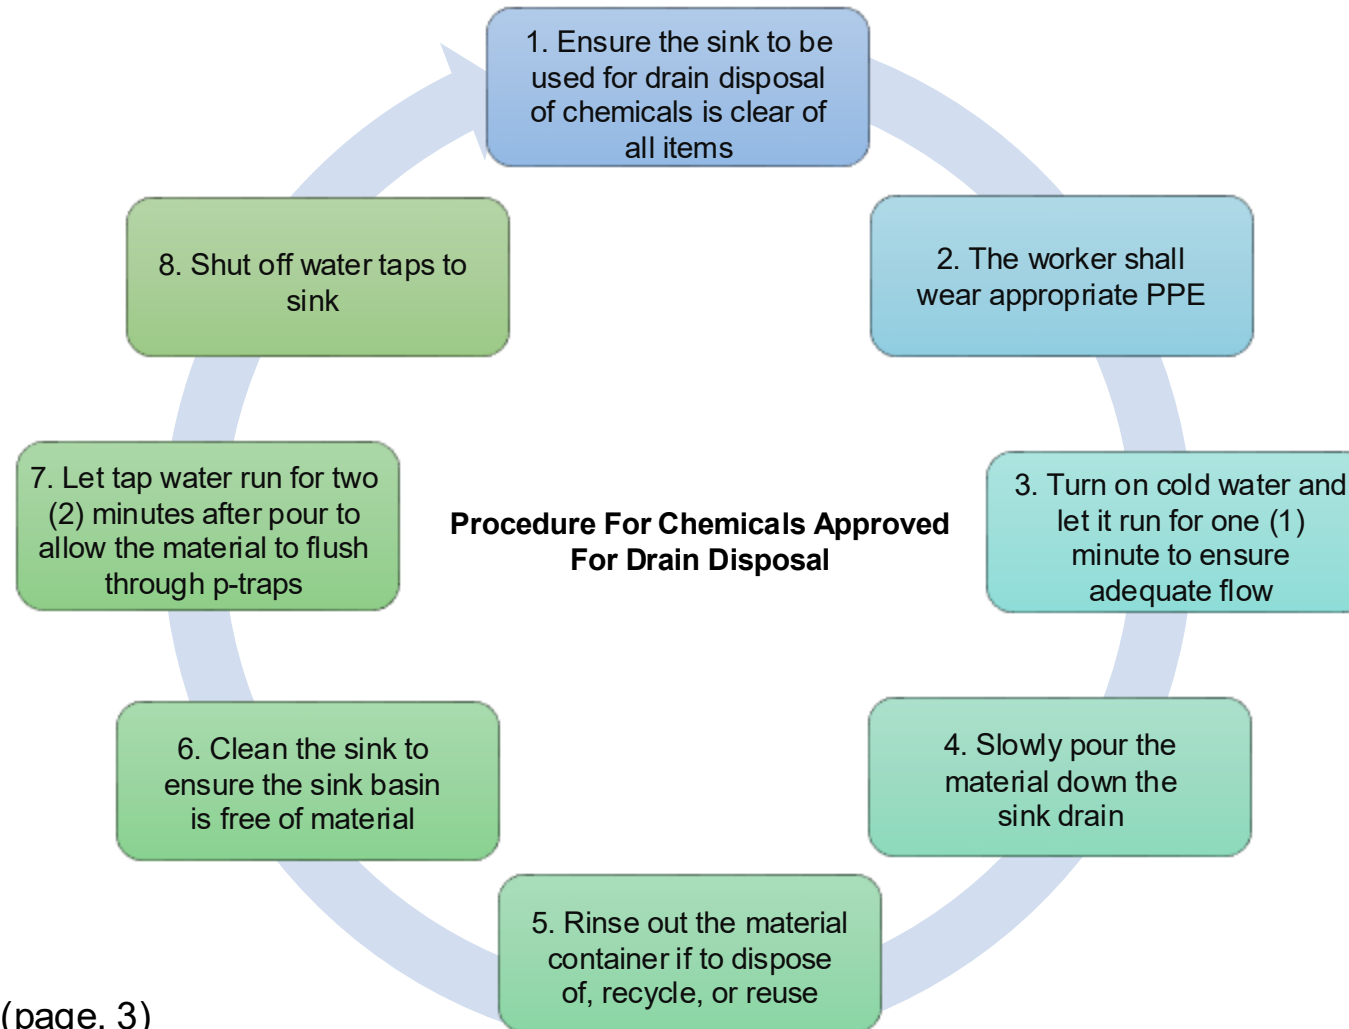 1. Ensure the sink to be
used for drain disposal
of chemicals is clear of
all items
2. The worker shall
wear appropriate PPE
3. Turn on cold water and
let it run for one (1)
minute to ensure
adequate flow
4. Slowly pour the
material down the
sink drain
5. Rinse out the material
container if to dispose
of, recycle, or reuse
6. Clean the sink to
ensure the sink basin
is free of material
7. Let tap water run for two
(2) minutes after pour to
allow the material to flush
through p-traps
8. Shut off water taps to
sink
Procedure For Chemicals Approved
For Drain Disposal
(page. 3)